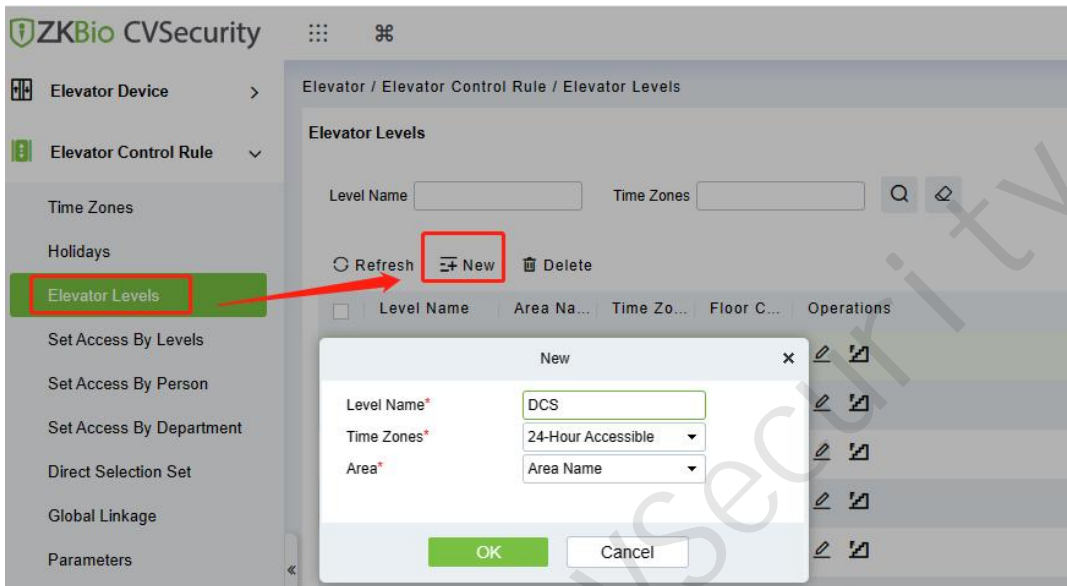 ZKBio CVSecurity
Elevator Device
Elevator Control Rule
Time Zones
Holidays
Elevator Levels
Set Access By Levels
Set Access By Person
Set Access By Department
Direct Selection Set
Global Linkage
Parameters
Elevator / Elevator Control Rule / Elevator Levels
Elevator Levels
Level Name Time Zones
Refresh New Delete
Level Name Area Na... Time Zo... Floor C... Operations
New
Level Name* DCS
Time Zones* 24-Hour Accessible
Area* Area Name
OK Cancel
vsecurity